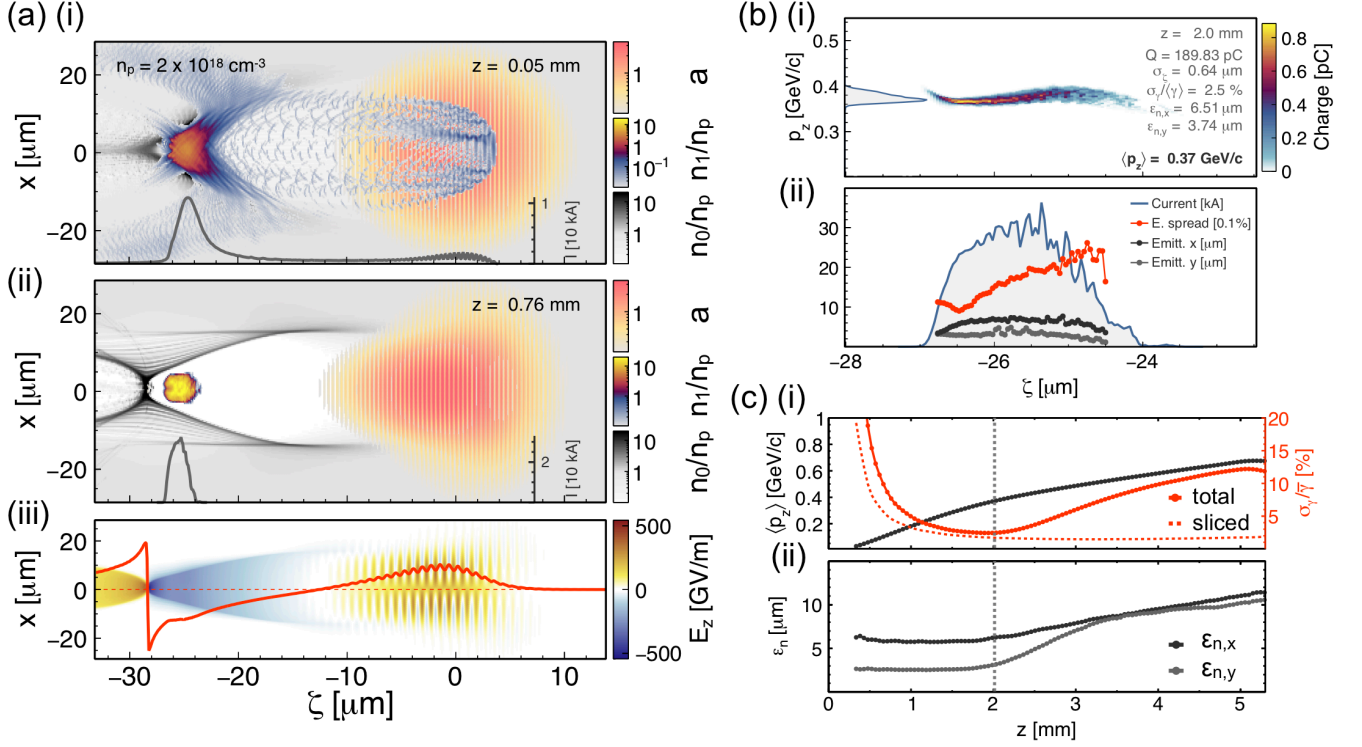 (a) (i)
n_p = 2 x 10^18 cm^-3
z = 0.05 mm
20
0
−20
x [μm]
1
I [10 kA]
1
a
10
1
10^-1
n_1/n_p
10
1
n_0/n_p
(ii)
z = 0.76 mm
20
0
−20
x [μm]
2
I [10 kA]
1
a
10
1
10^-1
n_1/n_p
10
1
n_0/n_p
(iii)
20
0
−20
x [μm]
500
0
−500
E_z [GV/m]
−30 −20 −10 0 10
ζ [μm]
(b) (i)
0.5
0.4
0.3
p_z [GeV/c]
z = 2.0 mm
Q = 189.83 pC
σ_ζ = 0.64 μm
σ_γ/⟨γ⟩ = 2.5 %
ε_n,x = 6.51 μm
ε_n,y = 3.74 μm
⟨p_z⟩ = 0.37 GeV/c
0.8
0.6
0.4
0.2
0
Charge [pC]
(ii)
30
20
10
Current [kA]
E. spread [0.1%]
Emitt. x [μm]
Emitt. y [μm]
−28 −26 −24
ζ [μm]
(c) (i)
1
0.8
0.6
0.4
0.2
⟨p_z⟩ [GeV/c]
total
sliced
20
15
10
5
σ_γ/γ̅ [%]
(ii)
10
5
0
ε_n [μm]
ε_n,x
ε_n,y
0 1 2 3 4 5
z [mm]